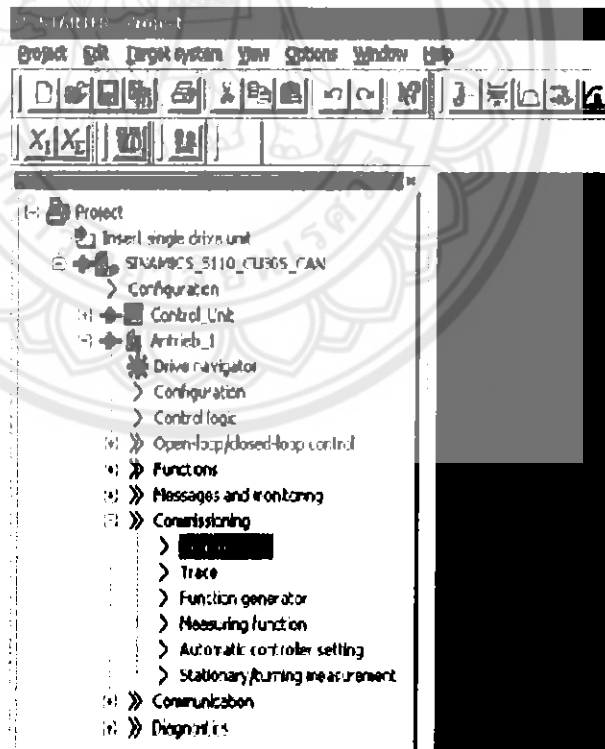 STARTER - Project
Project Edit Target system View Options Window Help
Project
Insert single drive unit
SINAMICS_S110_CU305_CAN
Configuration
Control_Unit
Antrieb_1
Drive navigator
Configuration
Control logic
Open-loop/closed-loop control
Functions
Messages and monitoring
Commissioning
Trace
Function generator
Measuring function
Automatic controller setting
Stationary/turning measurement
Communication
Diagnostics